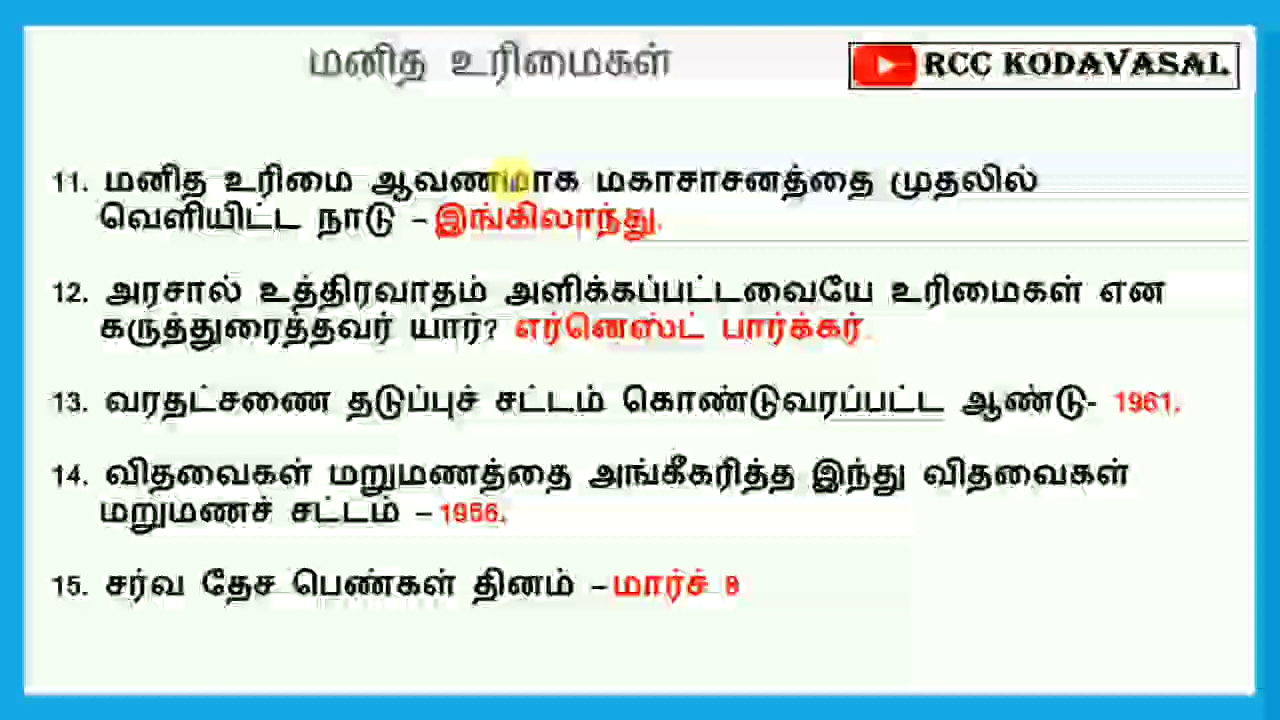 மனித உரிமைகள்
RCC KODAVASAL
11. மனித உரிமை ஆவணமாக மகாசாசனத்தை முதலில்
வெளியிட்ட நாடு – இங்கிலாந்து.
12. அரசால் உத்திரவாதம் அளிக்கப்பட்டவையே உரிமைகள் என
கருத்துரைத்தவர் யார்? எர்னெஸ்ட் பார்க்கர்.
13. வரதட்சணை தடுப்புச் சட்டம் கொண்டுவரப்பட்ட ஆண்டு- 1961.
14. விதவைகள் மறுமணத்தை அங்கீகரித்த இந்து விதவைகள்
மறுமணச் சட்டம் –
15. சர்வ தேச பெண்கள் தினம் – மார்ச் 8